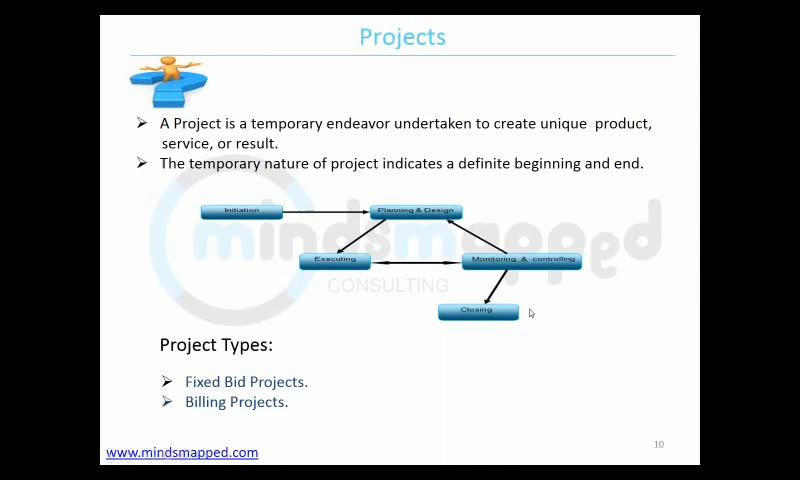 Projects
A Project is a temporary endeavor undertaken to create unique  product,
service, or result.
The temporary nature of project indicates a definite beginning and end.
Initiation
Planning & Design
mindsmapped
Executing
Monitoring & controlling
CONSULTING
Closing
Project Types:
Fixed Bid Projects.
Billing Projects.
10
www.mindsmapped.com